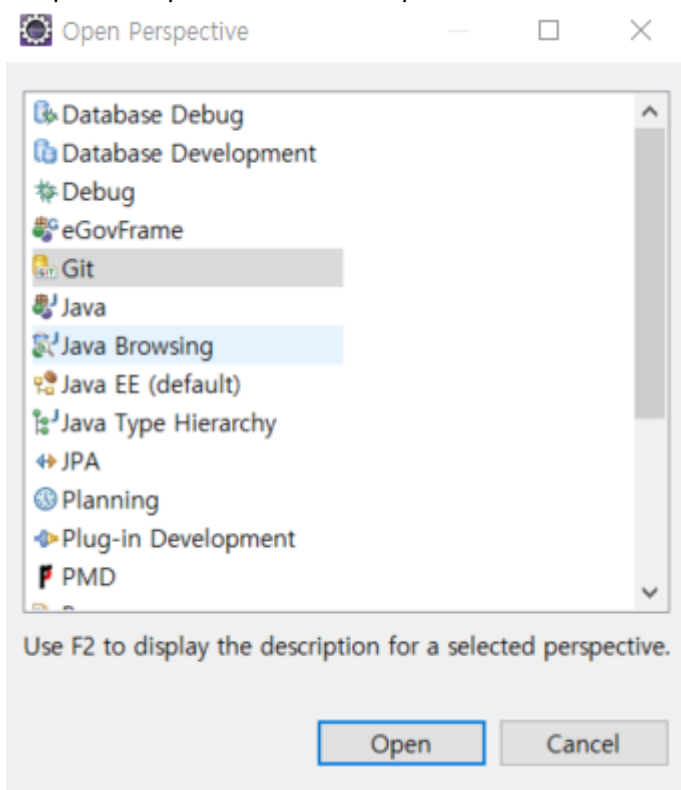 Open Perspective
Database Debug
Database Development
Debug
eGovFrame
Git
Java
Java Browsing
Java EE (default)
Java Type Hierarchy
JPA
Planning
Plug-in Development
PMD
Use F2 to display the description for a selected perspective.
Open
Cancel